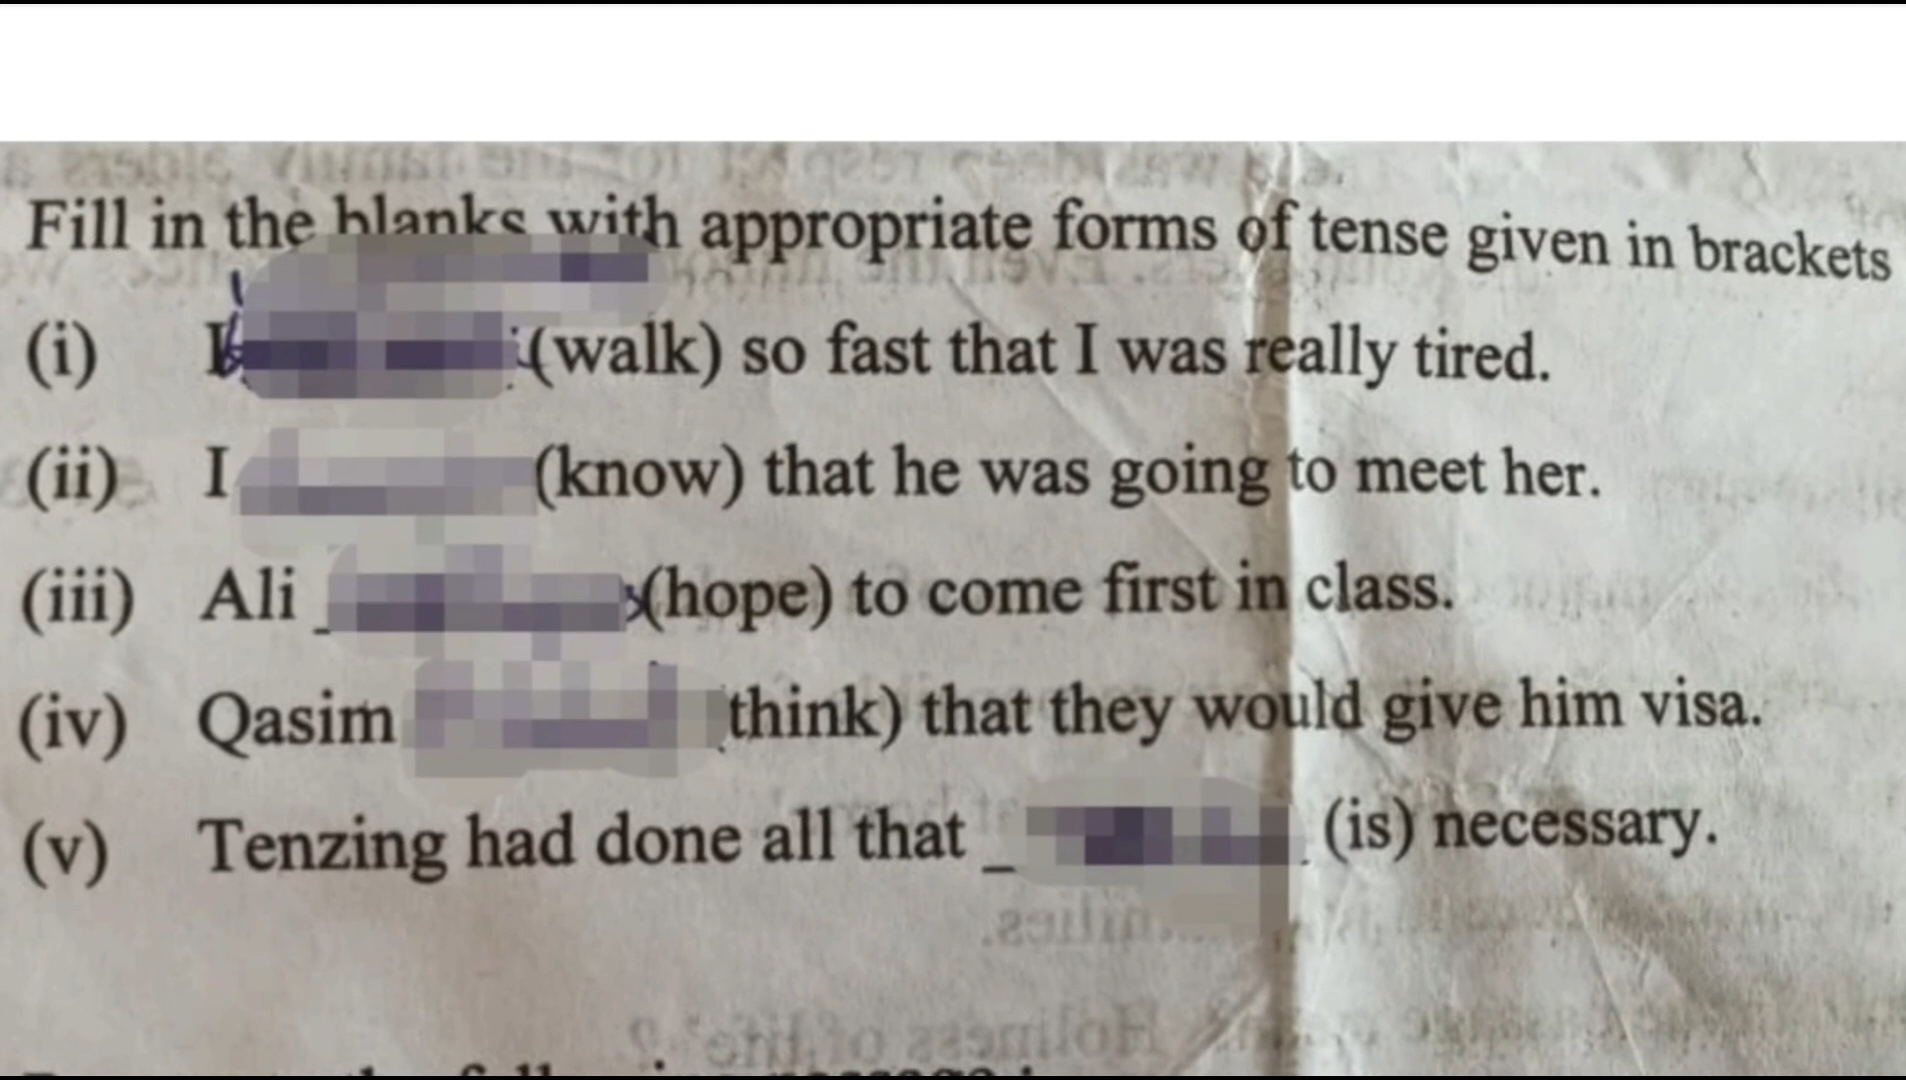 Fill in the blanks with appropriate forms of tense given in brackets
(i) I (walk) so fast that I was really tired.
(ii) I (know) that he was going to meet her.
(iii) Ali (hope) to come first in class.
(iv) Qasim think) that they would give him visa.
(v) Tenzing had done all that _ (is) necessary.